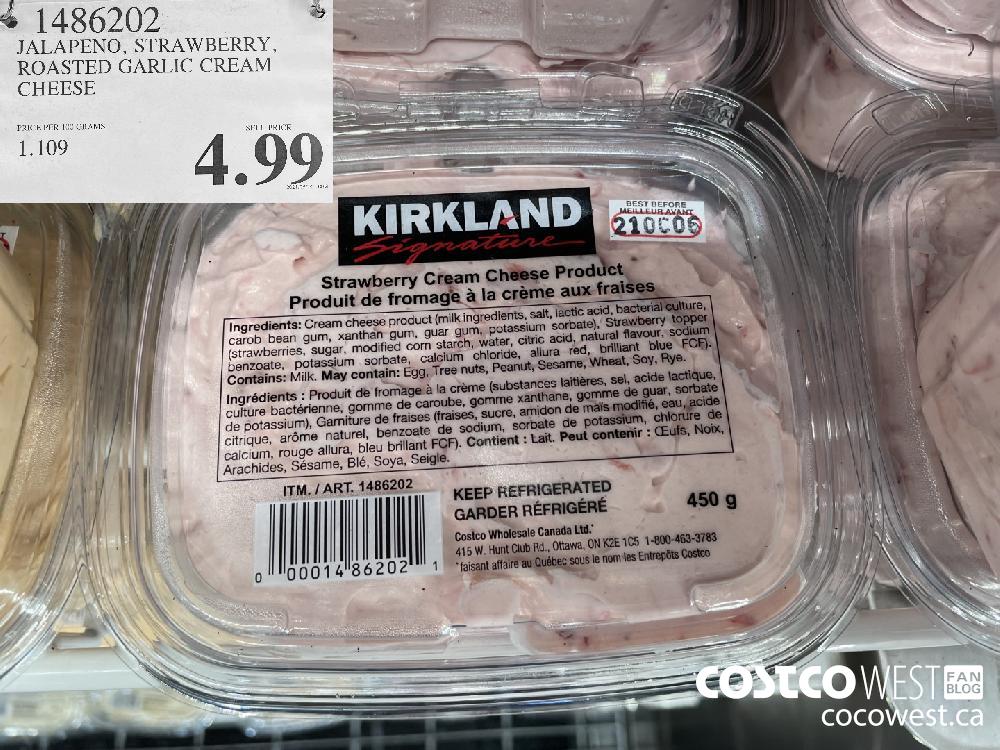 1486202
JALAPENO, STRAWBERRY,
ROASTED GARLIC CREAM
CHEESE
PRICE PER 100 GRAMS
SELL PRICE
1.109
4.99
KIRKLAND
Signature
BEST BEFORE
MEILLEUR AVANT
21OC06
Strawberry Cream Cheese Product
Produit de fromage à la crème aux fraises
Ingredients: Cream cheese product (milk ingredients, salt, lactic acid, bacterial culture,
carob bean gum, xanthan gum, guar gum, potassium sorbate), Strawberry topper
(strawberries, sugar, modified corn starch, water, citric acid, natural flavour, sodium
benzoate, potassium sorbate, calcium chloride, allura red, brilliant blue FCF).
Contains: Milk. May contain: Egg, Tree nuts, Peanut, Sesame, Wheat, Soy, Rye.
Ingrédients : Produit de fromage à la crème (substances laitières, sel, acide lactique,
culture bactérienne, gomme de caroube, gomme xanthane, gomme de guar, sorbate
de potassium), Garniture de fraises (fraises, sucre, amidon de maïs modifié, eau, acide
citrique, arôme naturel, benzoate de sodium, sorbate de potassium, chlorure de
calcium, rouge allura, bleu brillant FCF). Contient : Lait. Peut contenir : Œufs, Noix,
Arachides, Sésame, Blé, Soya, Seigle.
ITM. / ART. 1486202
0 00014 86202 1
KEEP REFRIGERATED
GARDER RÉFRIGÉRÉ
450 g
Costco Wholesale Canada Ltd.*
415 W. Hunt Club Rd., Ottawa, ON K2E 1C5 1-800-463-3783
*faisant affaire au Québec sous le nom les Entrepôts Costco
COSTCO WEST FAN BLOG
cocowest.ca